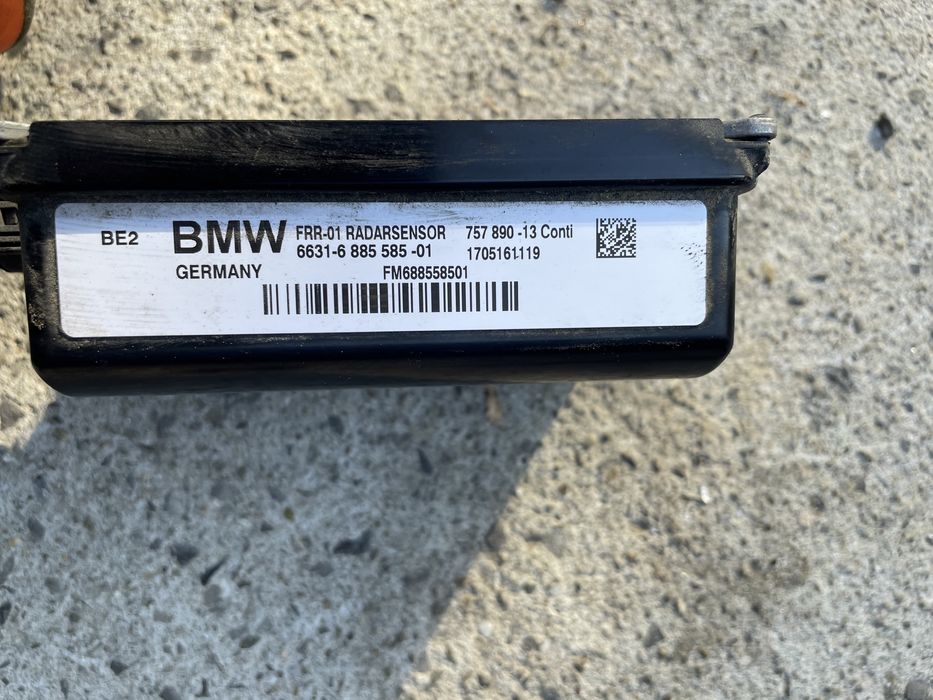 BE2 BMW FRR-01 RADARSENSOR 757 890 -13 Conti
6631-6 885 585 -01 1705161119
GERMANY FM688558501